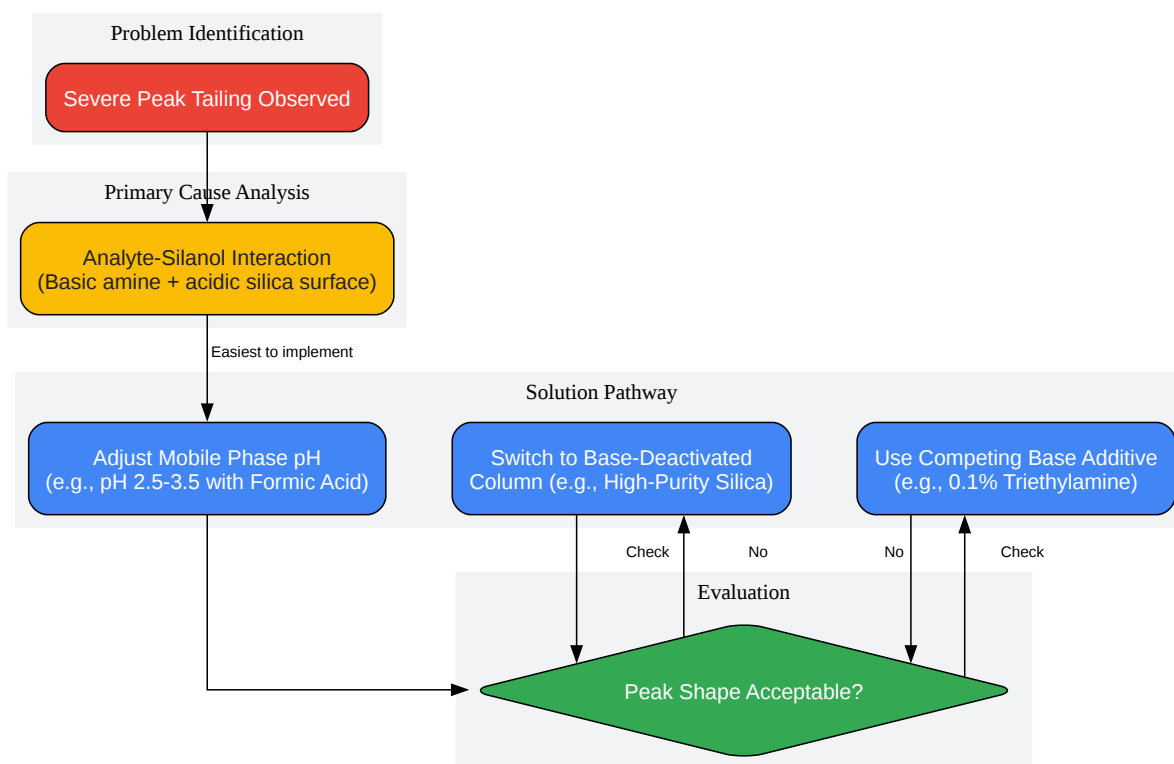 Problem Identification
Severe Peak Tailing Observed
Primary Cause Analysis
Analyte-Silanol Interaction
(Basic amine + acidic silica surface)
Easiest to implement
Solution Pathway
Adjust Mobile Phase pH
(e.g., pH 2.5-3.5 with Formic Acid)
Switch to Base-Deactivated
Column (e.g., High-Purity Silica)
Use Competing Base Additive
(e.g., 0.1% Triethylamine)
Check
No
No
Check
Evaluation
Peak Shape Acceptable?